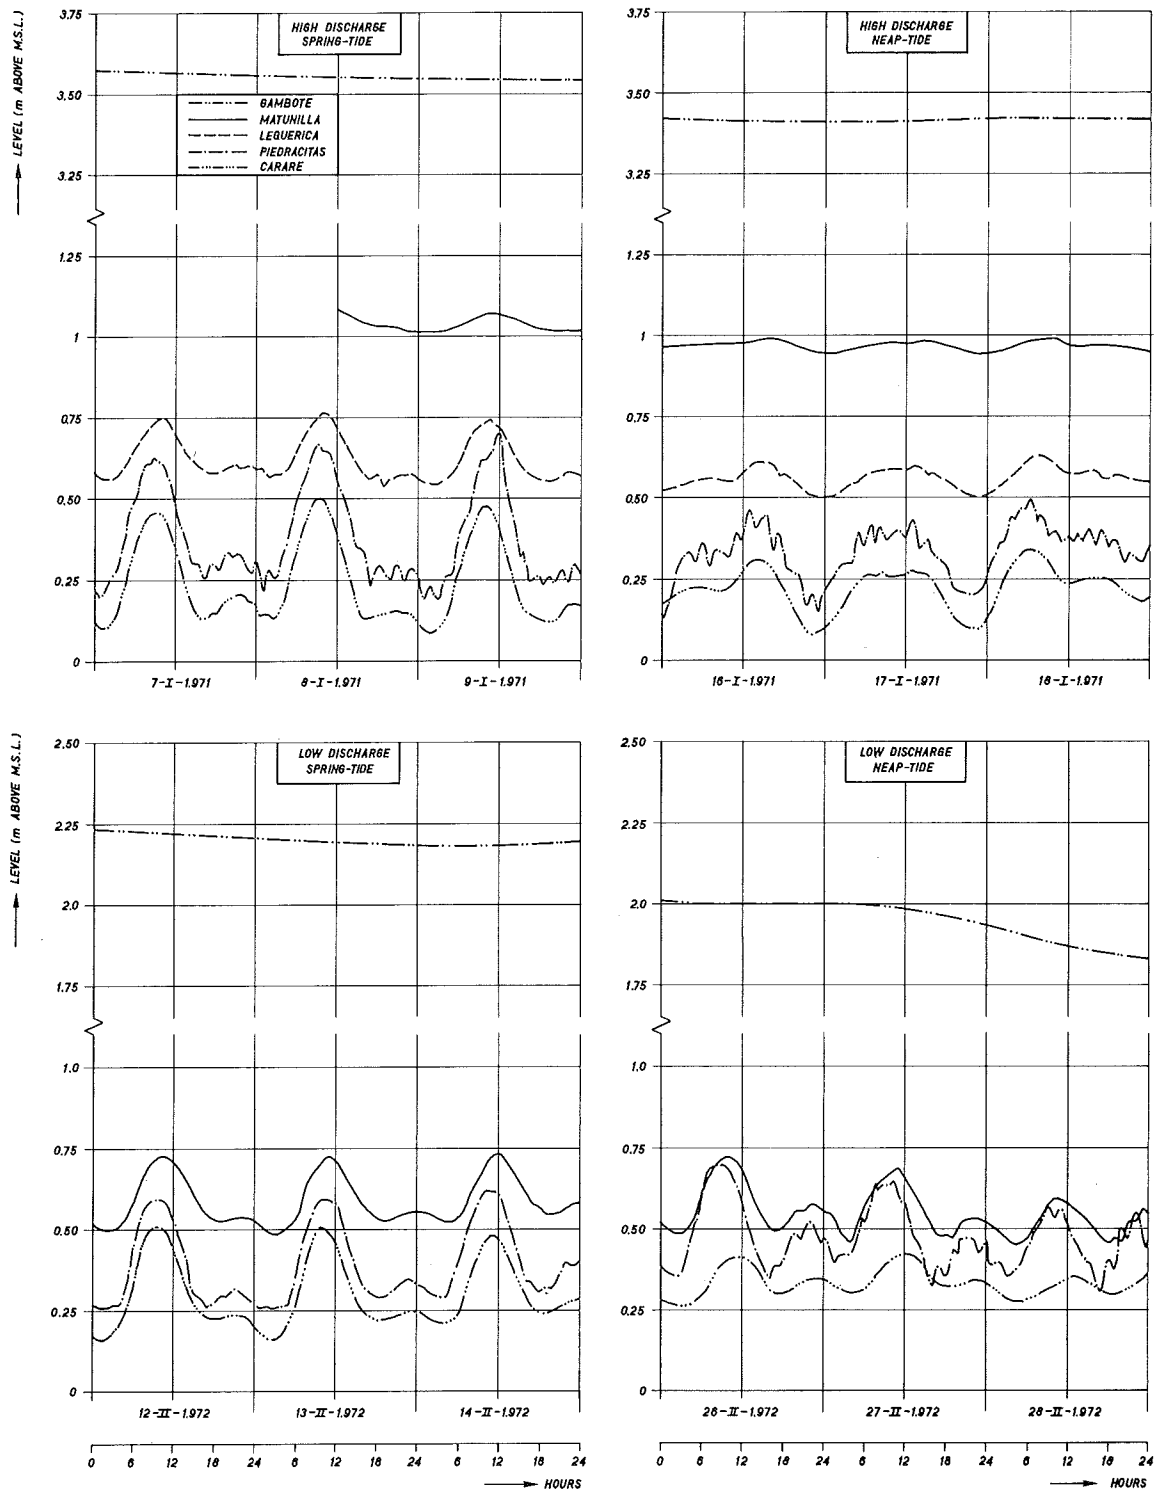 LEVEL (m ABOVE M.S.L.)
3.75
3.50
3.25
1.25
1
0.75
0.50
0.25
0
HIGH DISCHARGE
SPRING-TIDE
GAMBOTE
MATUNILLA
LEQUERICA
PIEDRACITAS
CARARE
7-I-1.971
8-I-1.971
9-I-1.971
3.75
3.50
3.25
1.25
1
0.75
0.50
0.25
0
HIGH DISCHARGE
NEAP-TIDE
16-I-1.971
17-I-1.971
18-I-1.971
LEVEL (m ABOVE M.S.L.)
2.50
2.25
2.0
1.75
1.0
0.75
0.50
0.25
0
LOW DISCHARGE
SPRING-TIDE
12-II-1.972
13-II-1.972
14-II-1.972
0 6 12 18 24 6 12 18 24 6 12 18 24
HOURS
2.50
2.25
2.0
1.75
1.0
0.75
0.50
0.25
0
LOW DISCHARGE
NEAP-TIDE
26-II-1.972
27-II-1.972
28-II-1.972
0 6 12 18 24 6 12 18 24 6 12 18 24
HOURS